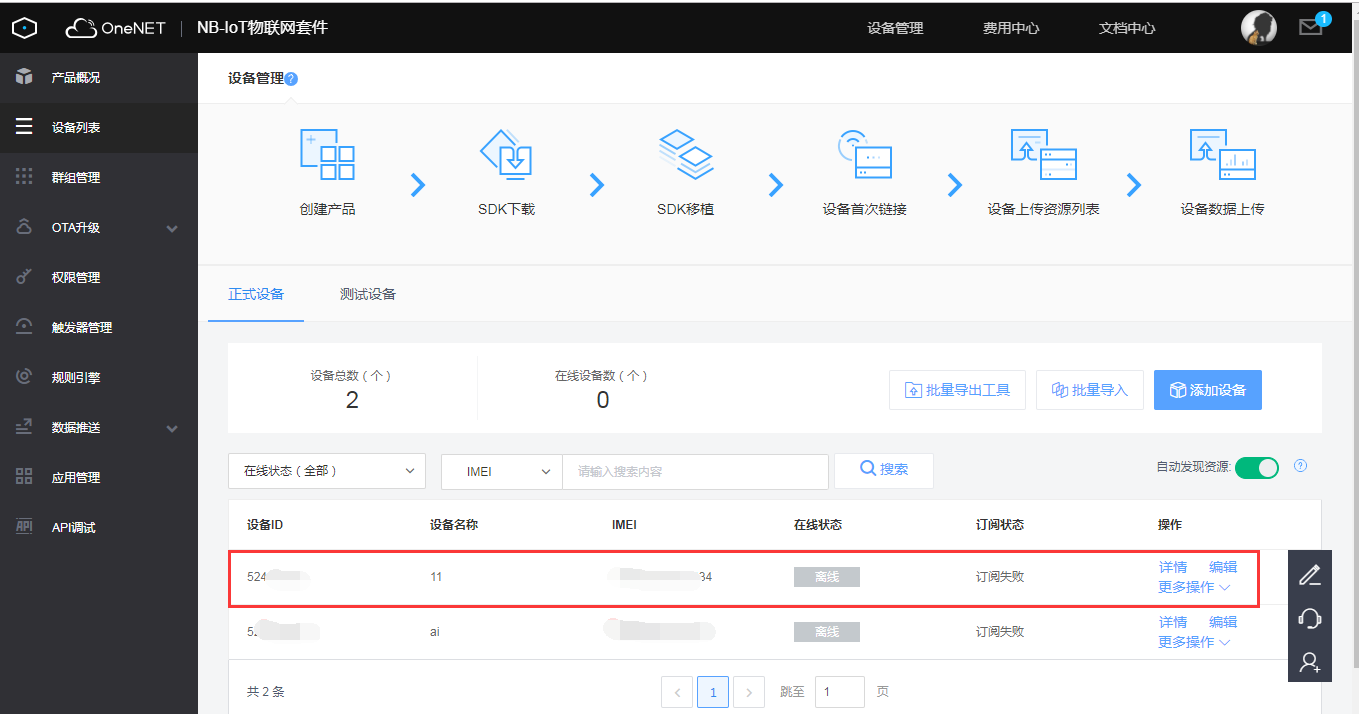 OneNET NB-IoT物联网套件 设备管理 费用中心 文档中心 1
产品概况
设备列表
群组管理
OTA升级
权限管理
触发器管理
规则引擎
数据推送
应用管理
API API调试
设备管理 ?
创建产品 SDK下载 SDK移植 设备首次链接 设备上传资源列表 设备数据上传
正式设备 测试设备
设备总数（个） 在线设备数（个）
2 0
批量导出工具 批量导入 添加设备
在线状态（全部） IMEI 请输入搜索内容 搜索 自动发现资源: ?
设备ID 设备名称 IMEI 在线状态 订阅状态 操作
524 11 34 离线 订阅失败 详情 编辑
更多操作
ai 离线 订阅失败 详情 编辑
更多操作
共 2 条 < 1 > 跳至 1 页